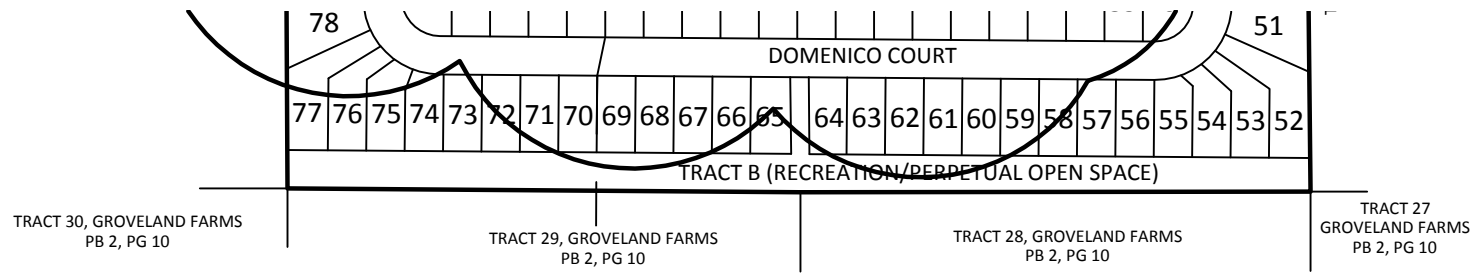 78
51
DOMENICO COURT
77 76 75 74 73 72 71 70 69 68 67 66 65 64 63 62 61 60 59 58 57 56 55 54 53 52
TRACT B (RECREATION/PERPETUAL OPEN SPACE)
TRACT 30, GROVELAND FARMS
PB 2, PG 10
TRACT 29, GROVELAND FARMS
PB 2, PG 10
TRACT 28, GROVELAND FARMS
PB 2, PG 10
TRACT 27
GROVELAND FARMS
PB 2, PG 10